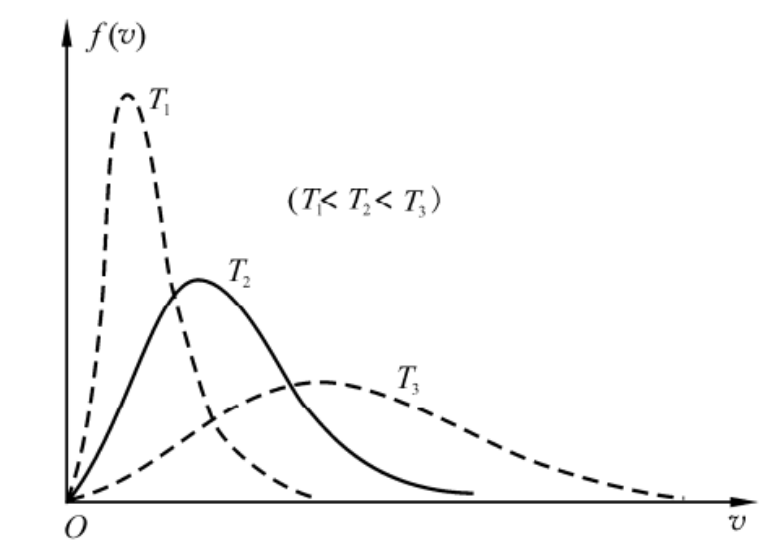 f(v)
T₁
(T₁< T₂< T₃)
T₂
T₃
O
v